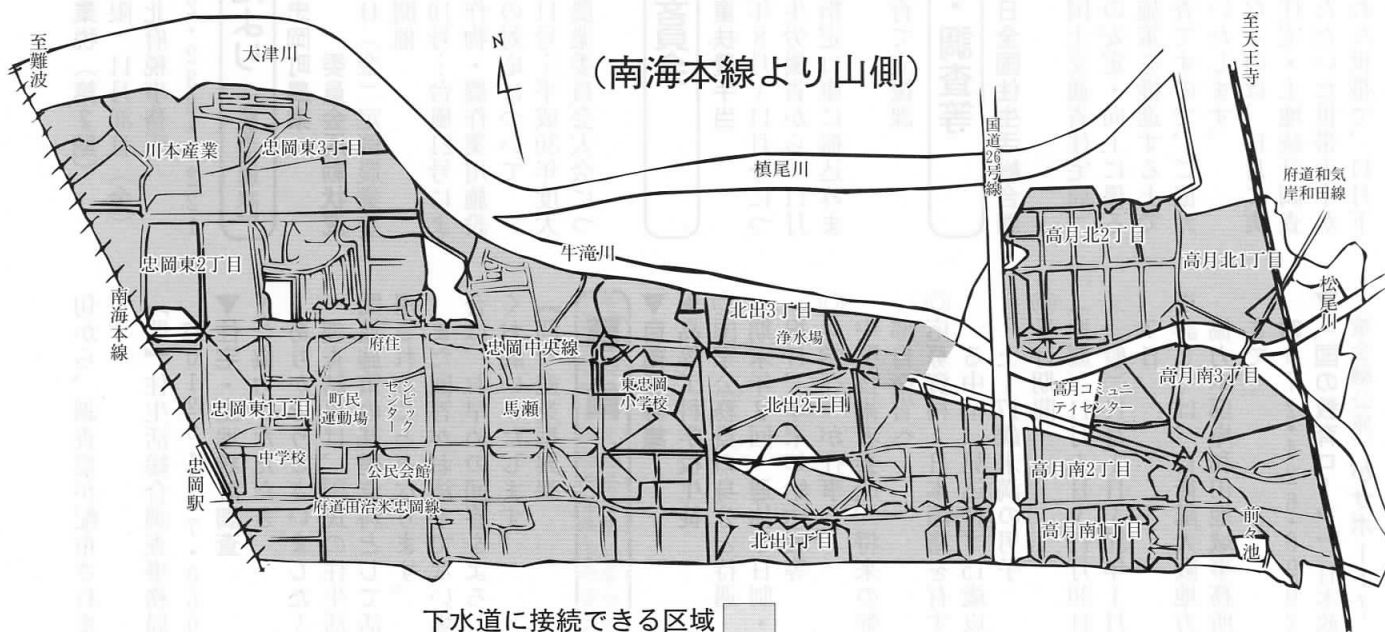 (南海本線より山側)
至難波
大津川
N
至天王寺
国道26号線
槙尾川
府道和気
岸和田線
川本産業
忠岡東3丁目
高月北2丁目
高月北1丁目
牛滝川
松尾川
忠岡東2丁目
南海本線
北出3丁目
浄水場
府住
忠岡中央線
高月南3丁目
東忠岡
小学校
高月コミュニ
ティセンター
忠岡東1丁目
町民
運動場
シビック
センター
馬瀬
北出2丁目
中学校
公民会館
高月南2丁目
忠岡駅
府道田治米忠岡線
高月南1丁目
前々池
北出1丁目
下水道に接続できる区域